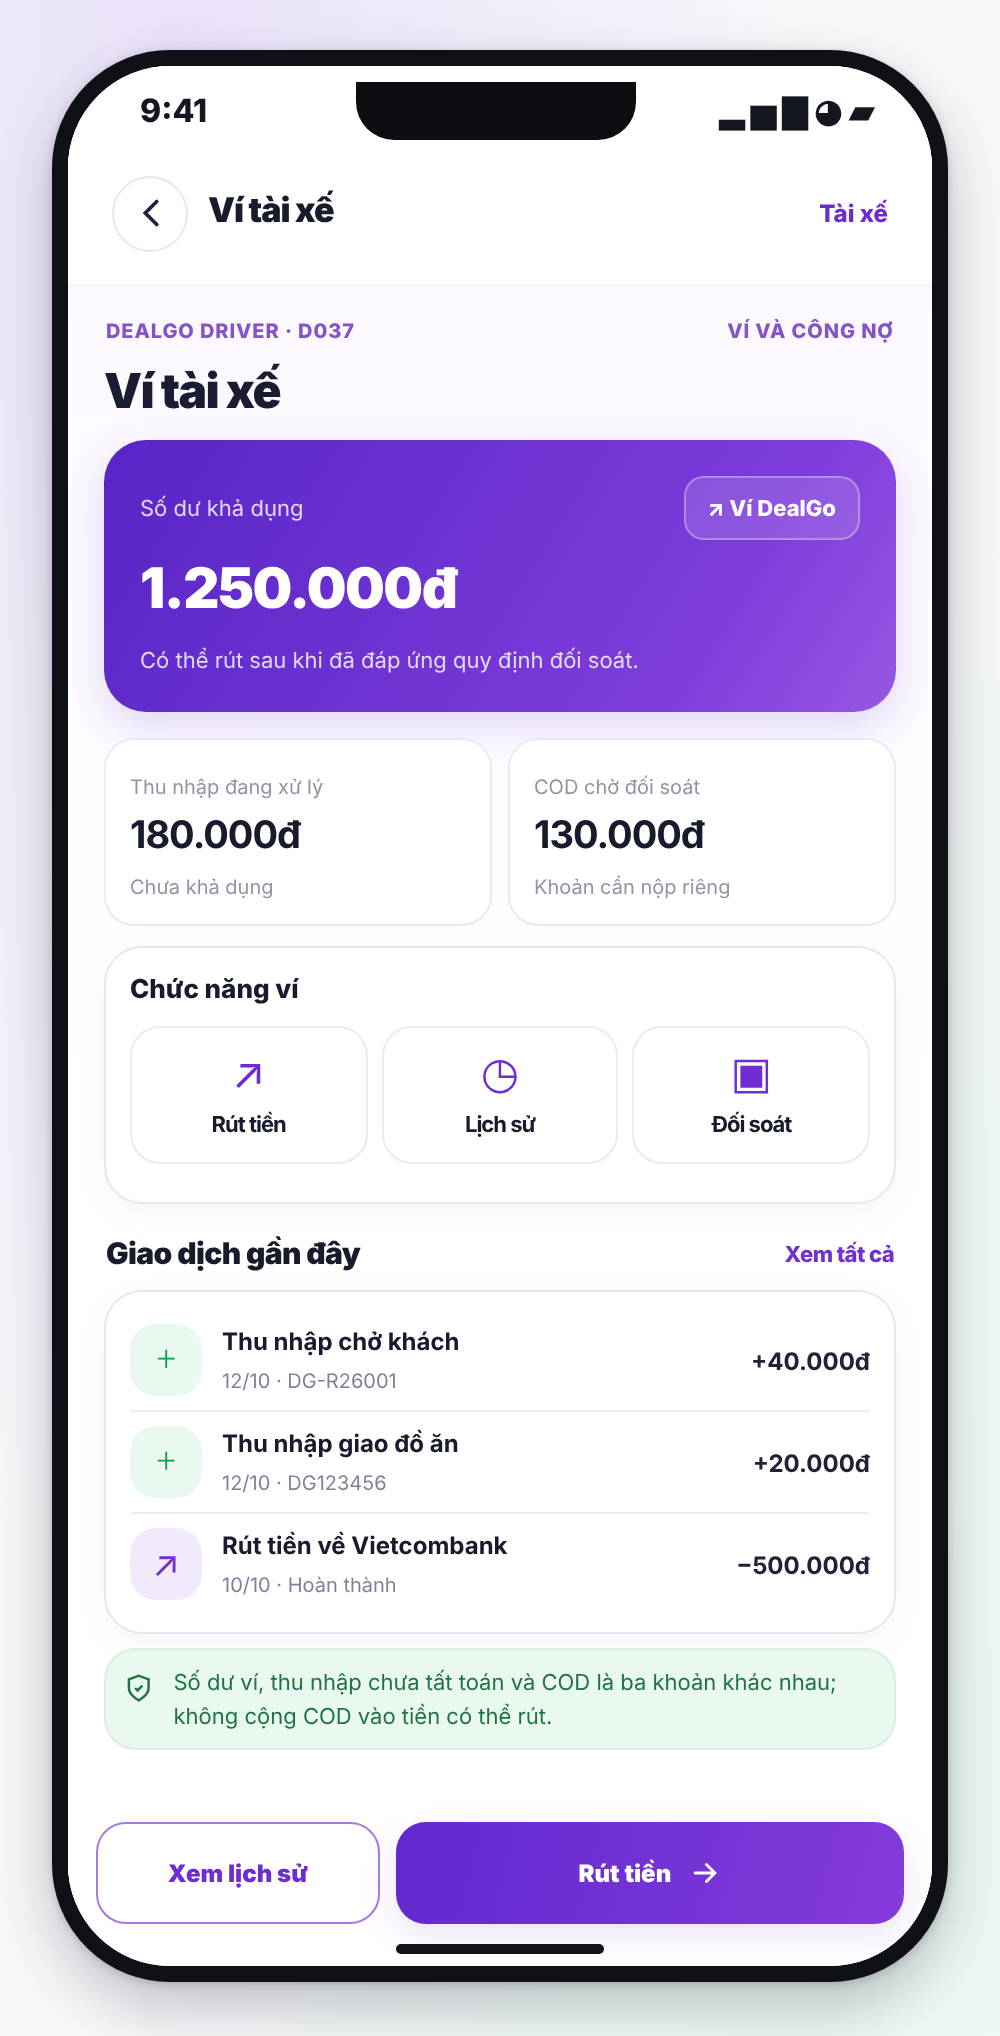 9:41
Ví tài xế
Tài xế
DEALGO DRIVER · D037
VÍ VÀ CÔNG NỢ
Ví tài xế
Số dư khả dụng
Ví DealGo
1.250.000đ
Có thể rút sau khi đã đáp ứng quy định đối soát.
Thu nhập đang xử lý
180.000đ
Chưa khả dụng
COD chờ đối soát
130.000đ
Khoản cần nộp riêng
Chức năng ví
Rút tiền
Lịch sử
Đối soát
Giao dịch gần đây
Xem tất cả
Thu nhập chở khách
12/10 · DG-R26001
+40.000đ
Thu nhập giao đồ ăn
12/10 · DG123456
+20.000đ
Rút tiền về Vietcombank
10/10 · Hoàn thành
−500.000đ
Số dư ví, thu nhập chưa tất toán và COD là ba khoản khác nhau;
không cộng COD vào tiền có thể rút.
Xem lịch sử
Rút tiền →